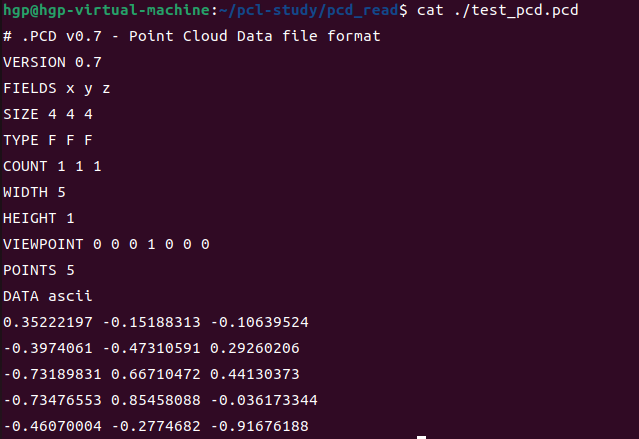 hgp@hgp-virtual-machine:~/pcl-study/pcd_read$ cat ./test_pcd.pcd
# .PCD v0.7 - Point Cloud Data file format
VERSION 0.7
FIELDS x y z
SIZE 4 4 4
TYPE F F F
COUNT 1 1 1
WIDTH 5
HEIGHT 1
VIEWPOINT 0 0 0 1 0 0 0
POINTS 5
DATA ascii
0.35222197 -0.15188313 -0.10639524
-0.3974061 -0.47310591 0.29260206
-0.73189831 0.66710472 0.44130373
-0.73476553 0.85458088 -0.036173344
-0.46070004 -0.2774682 -0.91676188